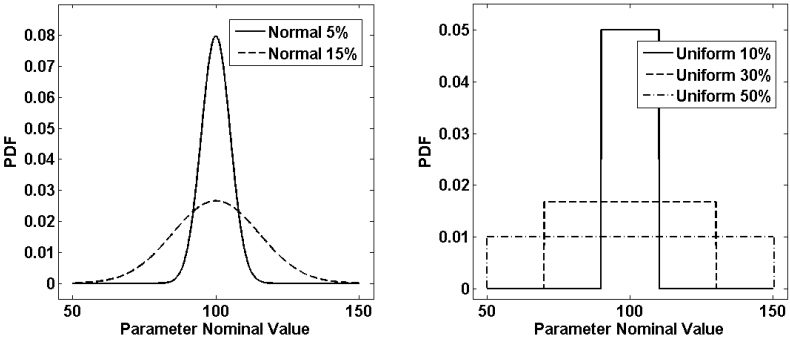 0.08
0.07
0.06
0.05
0.04
0.03
0.02
0.01
0
PDF
Normal 5%
Normal 15%
50
100
150
Parameter Nominal Value
0.05
0.04
0.03
0.02
0.01
0
PDF
Uniform 10%
Uniform 30%
Uniform 50%
50
100
150
Parameter Nominal Value